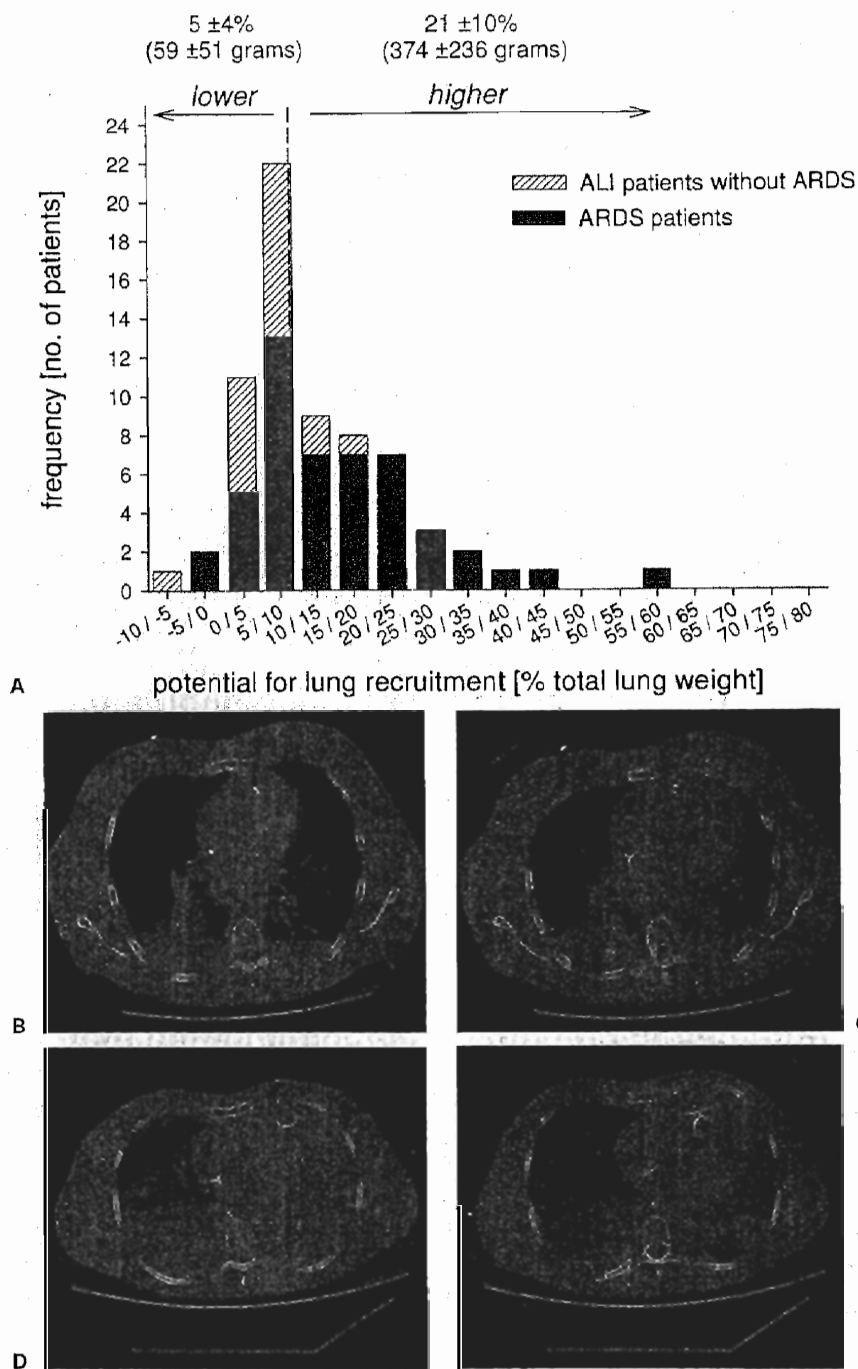 5 ±4%
(59 ±51 grams)
21 ±10%
(374 ±236 grams)
lower
higher
24
22
20
18
16
14
12
10
8
6
4
2
0
frequency [no. of patients]
ALI patients without ARDS
ARDS patients
-10 / -5
-5 / 0
0 / 5
5 / 10
10 / 15
15 / 20
20 / 25
25 / 30
30 / 35
35 / 40
40 / 45
45 / 50
50 / 55
55 / 60
60 / 65
65 / 70
70 / 75
75 / 80
A
potential for lung recruitment [% total lung weight]
B
D